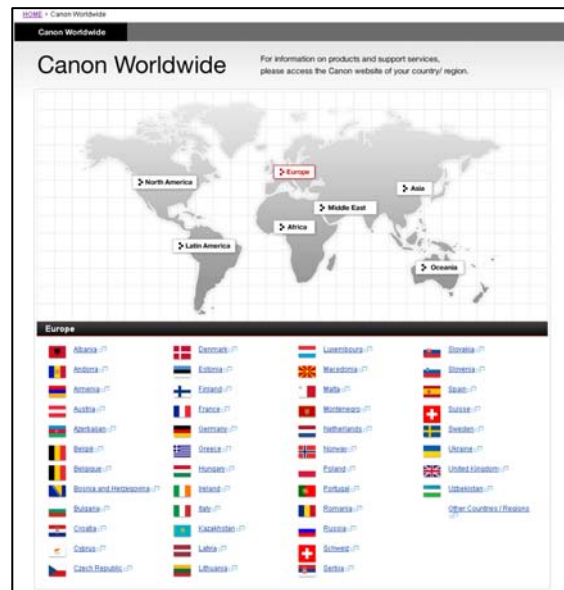 HOME > Canon Worldwide
Canon Worldwide
Canon Worldwide
For information on products and support services,
please access the Canon website of your country/ region.
North America
Europe
Asia
Middle East
Africa
Latin America
Oceania
Europe
Albania
Andorra
Armenia
Austria
Azerbaijan
België
Belgique
Bosnia and Herzegovina
Bulgaria
Croatia
Cyprus
Czech Republic
Denmark
Estonia
Finland
France
Germany
Greece
Hungary
Ireland
Italy
Kazakhstan
Latvia
Lithuania
Luxembourg
Macedonia
Malta
Montenegro
Netherlands
Norway
Poland
Portugal
Romania
Russia
Schweiz
Serbia
Slovakia
Slovenia
Spain
Suisse
Sweden
Ukraine
United Kingdom
Uzbekistan
Other Countries / Regions